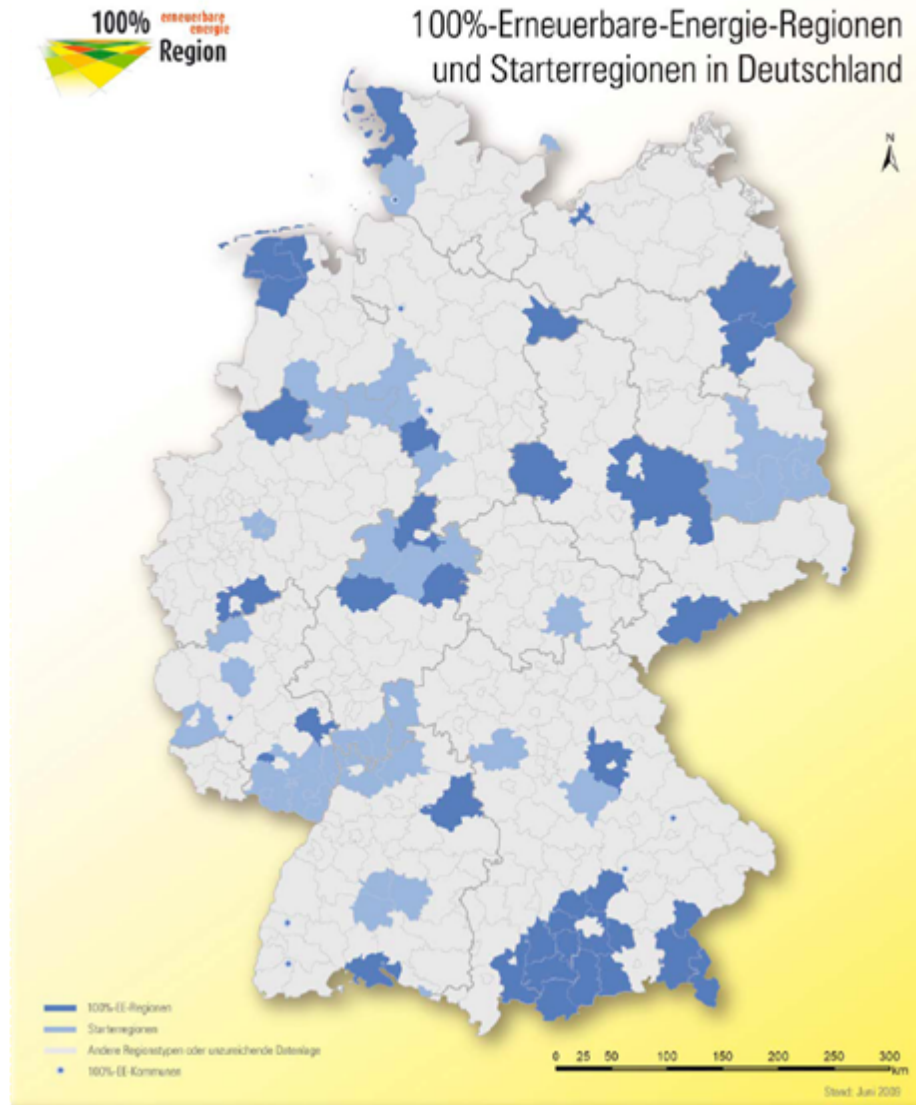 100% erneuerbare
energie
Region
100%-Erneuerbare-Energie-Regionen
und Starterregionen in Deutschland
N
100%-EE-Regionen
Starterregionen
Andere Regionstypen oder unzureichende Datenlage
100%-EE-Kommunen
0 25 50 100 150 200 250 300
km
Stand: Juni 2009